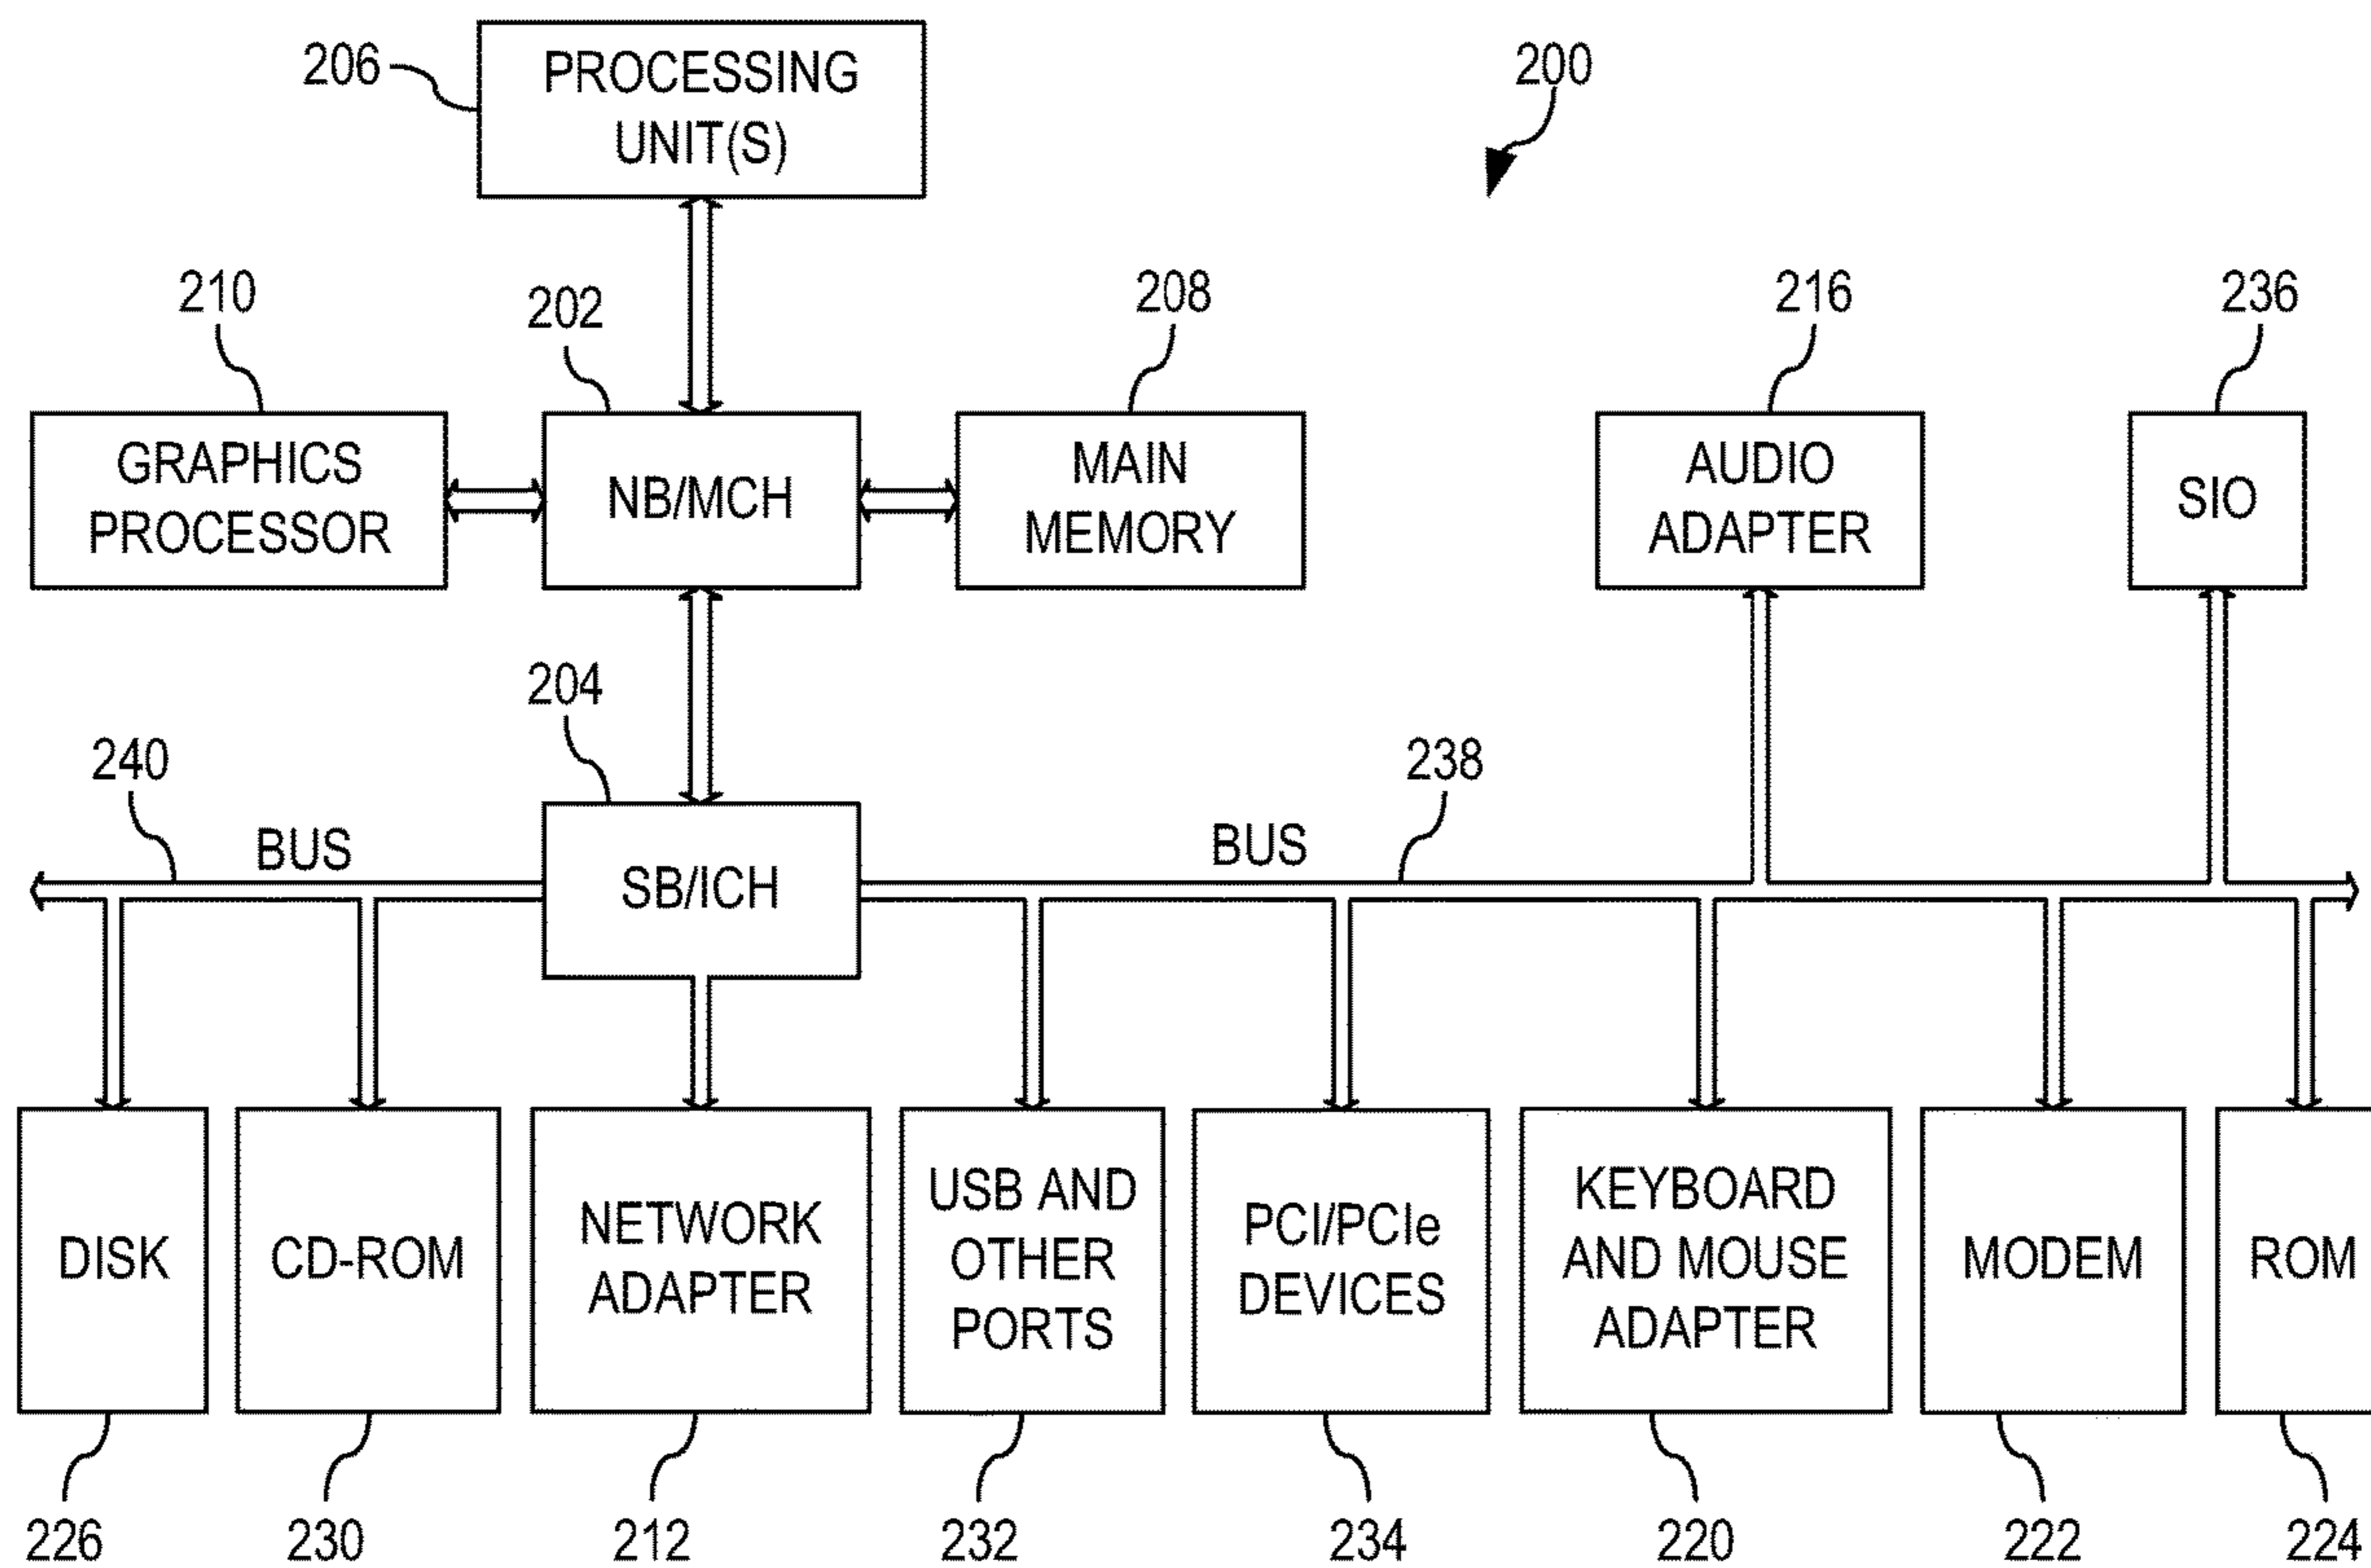 206
PROCESSING
UNIT(S)
200
210
202
208
216
236
GRAPHICS
PROCESSOR
NB/MCH
MAIN
MEMORY
AUDIO
ADAPTER
SIO
204
240
BUS
SB/ICH
BUS
238
DISK
CD-ROM
NETWORK
ADAPTER
USB AND
OTHER
PORTS
PCI/PCIe
DEVICES
KEYBOARD
AND MOUSE
ADAPTER
MODEM
ROM
226
230
212
232
234
220
222
224